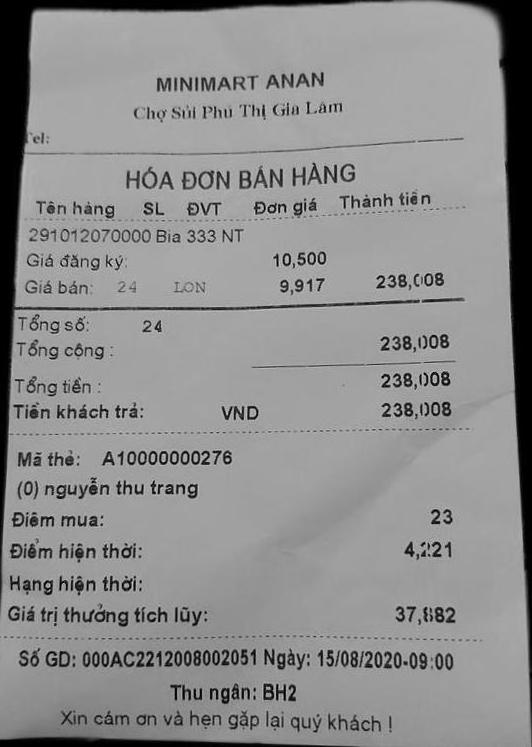 MINIMART ANAN
Chợ Sủi Phú Thị Gia Lâm
Tel:
HÓA ĐƠN BÁN HÀNG
Tên hàng SL ĐVT Đơn giá Thành tiền
291012070000 Bia 333 NT
Giá đăng ký: 10,500
Giá bán: 24 LON 9,917 238,008
Tổng số: 24
Tổng cộng : 238,008
Tổng tiền : 238,008
Tiền khách trả: VND 238,008
Mã thẻ: A10000000276
(0) nguyễn thu trang
Điểm mua: 23
Điểm hiện thời: 4,221
Hạng hiện thời:
Giá trị thưởng tích lũy: 37,882
Số GD: 000AC2212008002051 Ngày: 15/08/2020-09:00
Thu ngân: BH2
Xin cám ơn và hẹn gặp lại quý khách !